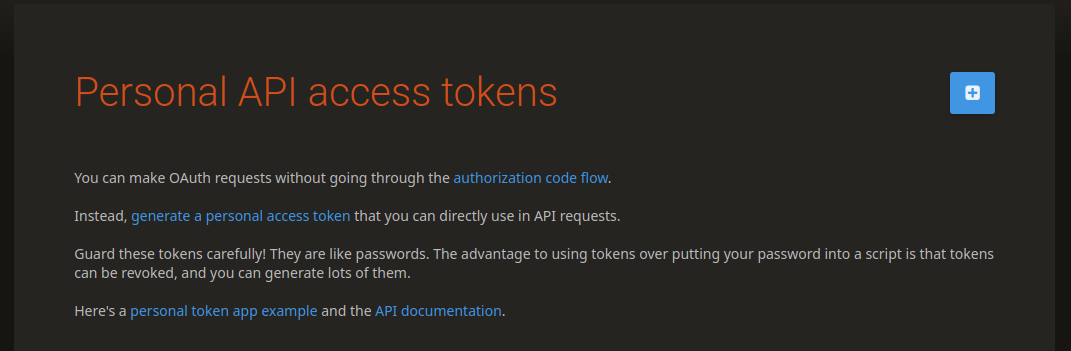 Personal API access tokens
You can make OAuth requests without going through the authorization code flow.
Instead, generate a personal access token that you can directly use in API requests.
Guard these tokens carefully! They are like passwords. The advantage to using tokens over putting your password into a script is that tokens
can be revoked, and you can generate lots of them.
Here's a personal token app example and the API documentation.